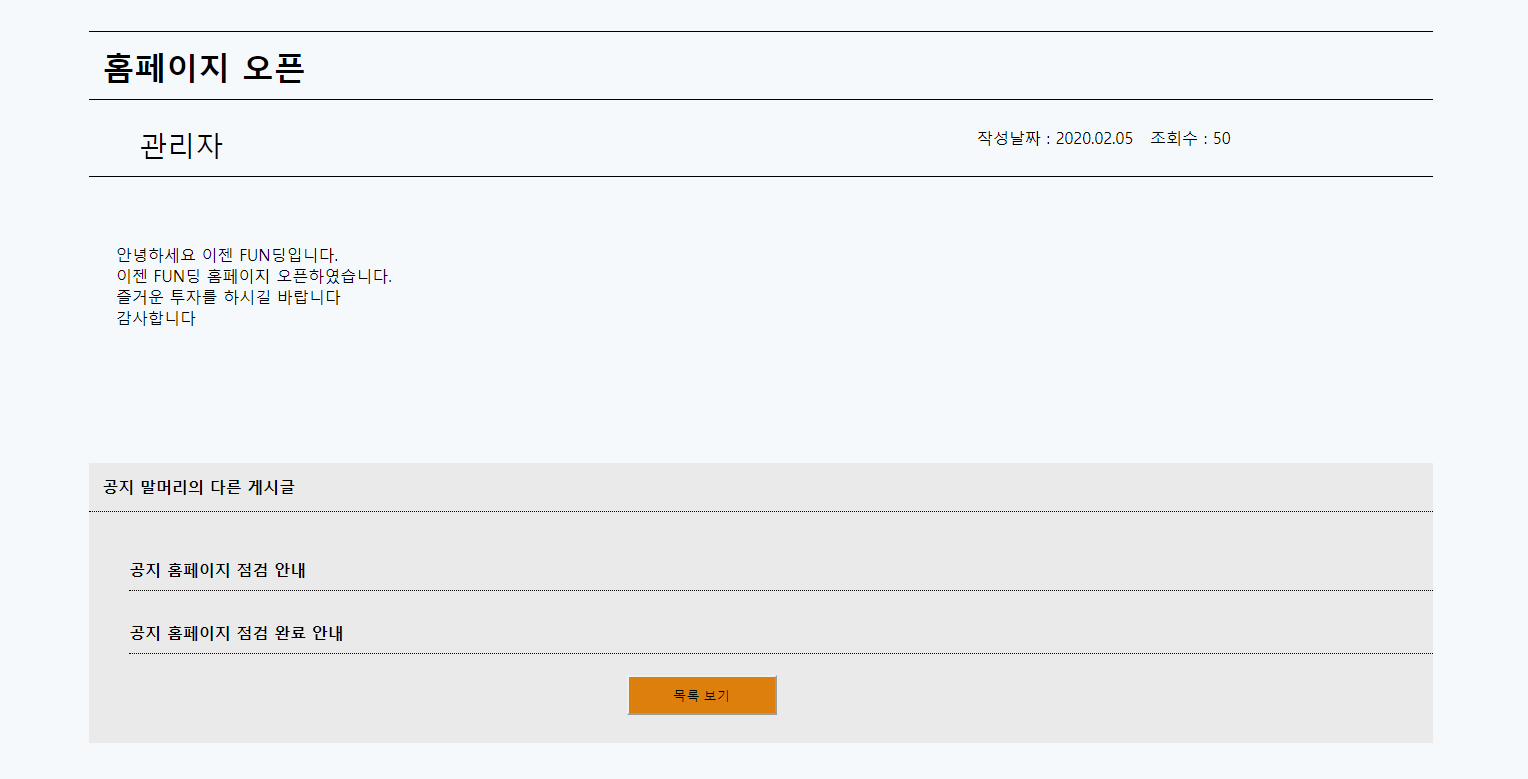 홈페이지 오픈
관리자
작성날짜 : 2020.02.05 조회수 : 50
안녕하세요 이젠 FUN딩입니다.
이젠 FUN딩 홈페이지 오픈하였습니다.
즐거운 투자를 하시길 바랍니다
감사합니다
공지 말머리의 다른 게시글
공지 홈페이지 점검 안내
공지 홈페이지 점검 완료 안내
목록 보기